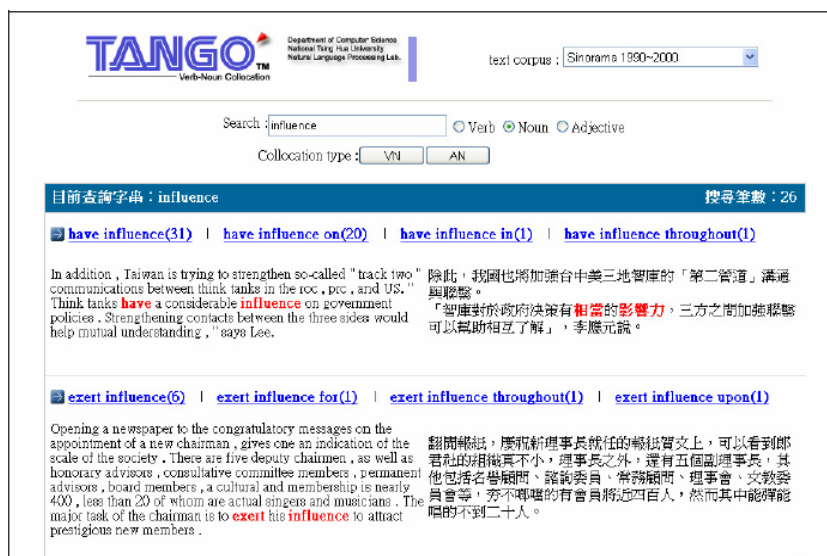 TANGO™
Verb-Noun Collocation
Department of Computer Science
National Tsing Hua University
Natural Language Processing Lab.
text corpus : Sinorama 1990~2000
Search : influence Verb Noun Adjective
Collocation type : VN AN
目前查詢字串：influence 搜尋筆數：26
have influence(31) | have influence on(20) | have influence in(1) | have influence throughout(1)
In addition , Taiwan is trying to strengthen so-called " track two "
communications between think tanks in the roc , prc , and US. "
Think tanks have a considerable influence on government
policies . Strengthening contacts between the three sides would
help mutual understanding , " says Lee.
除此，我國也將加強台中美三地智庫的「第二管道」溝通
與聯繫。
「智庫對於政府決策有相當的影響力，三方之間加強聯繫
可以幫助相互了解」，李應元說。
exert influence(6) | exert influence for(1) | exert influence throughout(1) | exert influence upon(1)
Opening a newspaper to the congratulatory messages on the
appointment of a new chairman , gives one an indication of the
scale of the society . There are five deputy chairmen , as well as
honorary advisors , consultative committee members , permanent
advisors , board members , a cultural and membership is nearly
400 , less than 20 of whom are actual singers and musicians . The
major task of the chairman is to exert his influence to attract
prestigious new members .
翻開報紙，慶祝新理事長就任的報紙賀文上，可以看到郎
君社的組織真不小，理事長之外，還有五個副理事長，其
他包括名譽顧問、諮詢委員、常務顧問、理事會、文教委
員會等，夯不啷噹的有會員將近四百人，然而其中能彈能
唱的不到二十人。